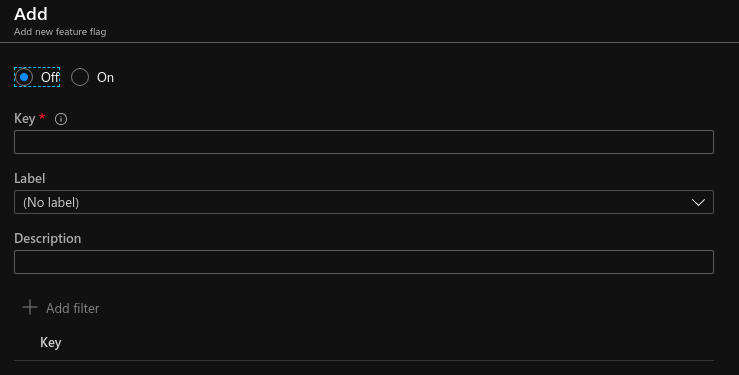 Add
Add new feature flag
Off On
Key *
Label
(No label)
Description
Add filter
Key